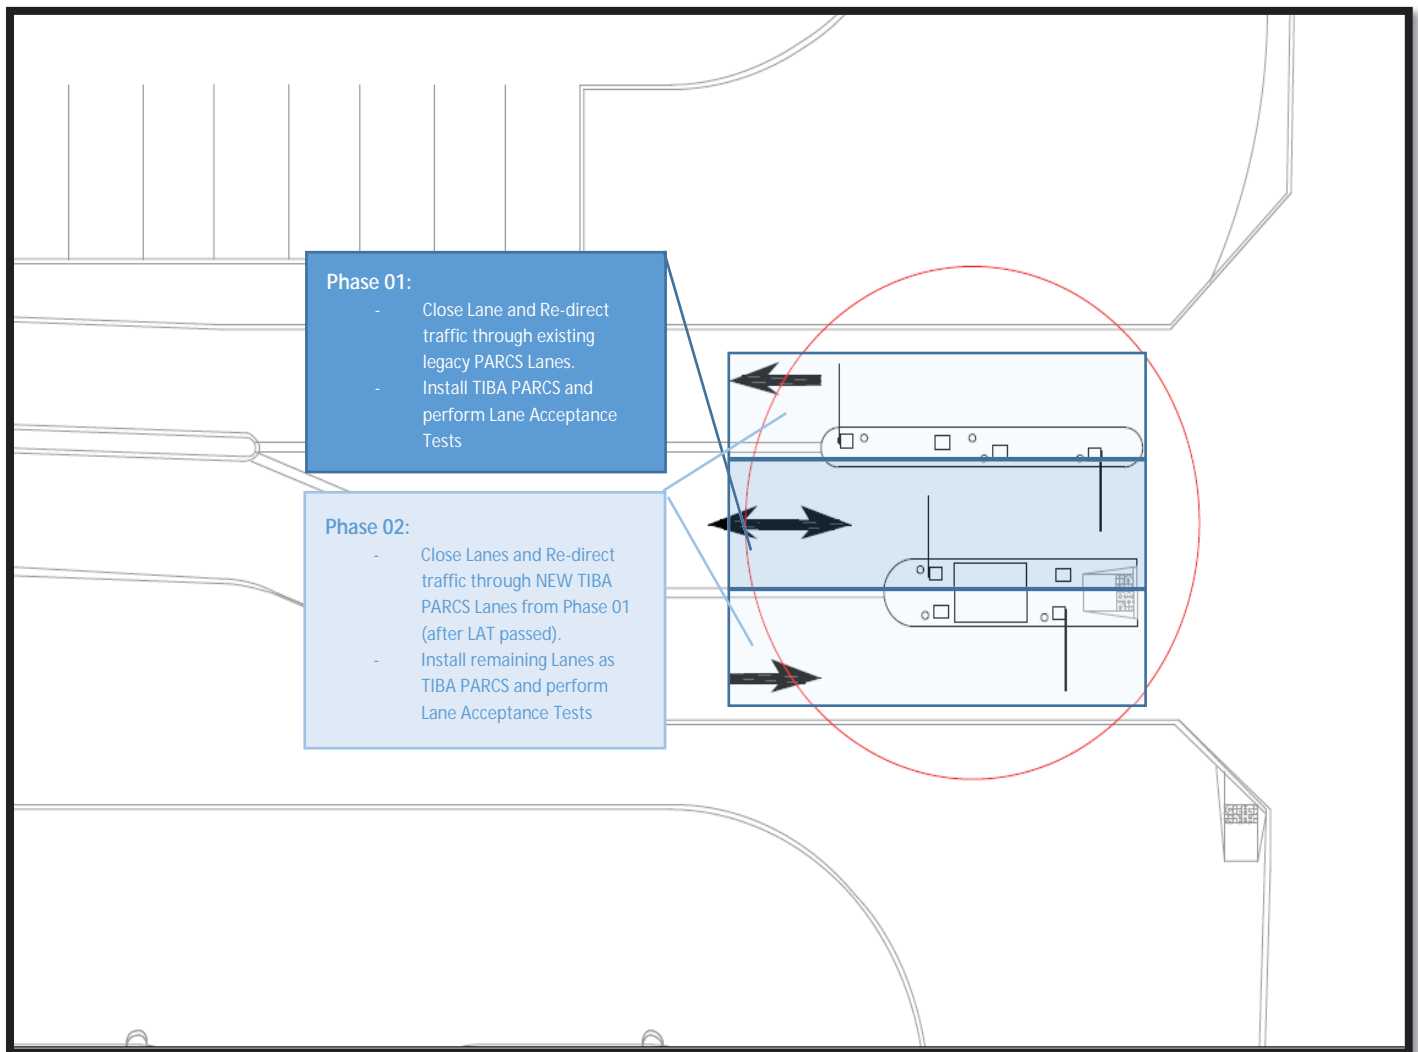 Phase 01:
- Close Lane and Re-direct
traffic through existing
legacy PARCS Lanes.
- Install TIBA PARCS and
perform Lane Acceptance
Tests
Phase 02:
- Close Lanes and Re-direct
traffic through NEW TIBA
PARCS Lanes from Phase 01
(after LAT passed).
- Install remaining Lanes as
TIBA PARCS and perform
Lane Acceptance Tests